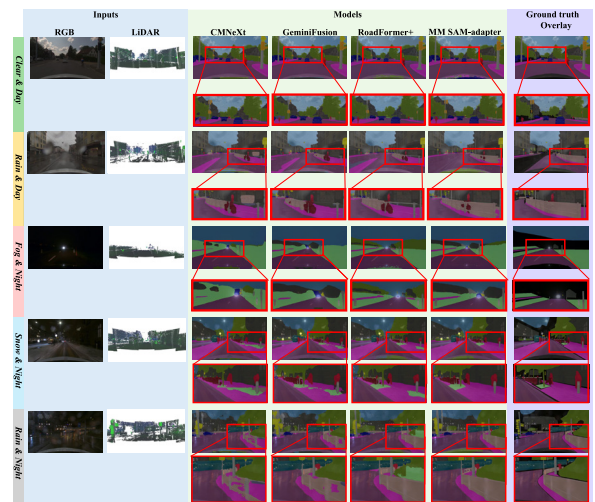 Inputs
Models
Ground truth
Overlay
RGB
LiDAR
CMNeXt
GeminiFusion
RoadFormer+
MM SAM-adapter
Clear & Day
Rain & Day
Fog & Night
Snow & Night
Rain & Night